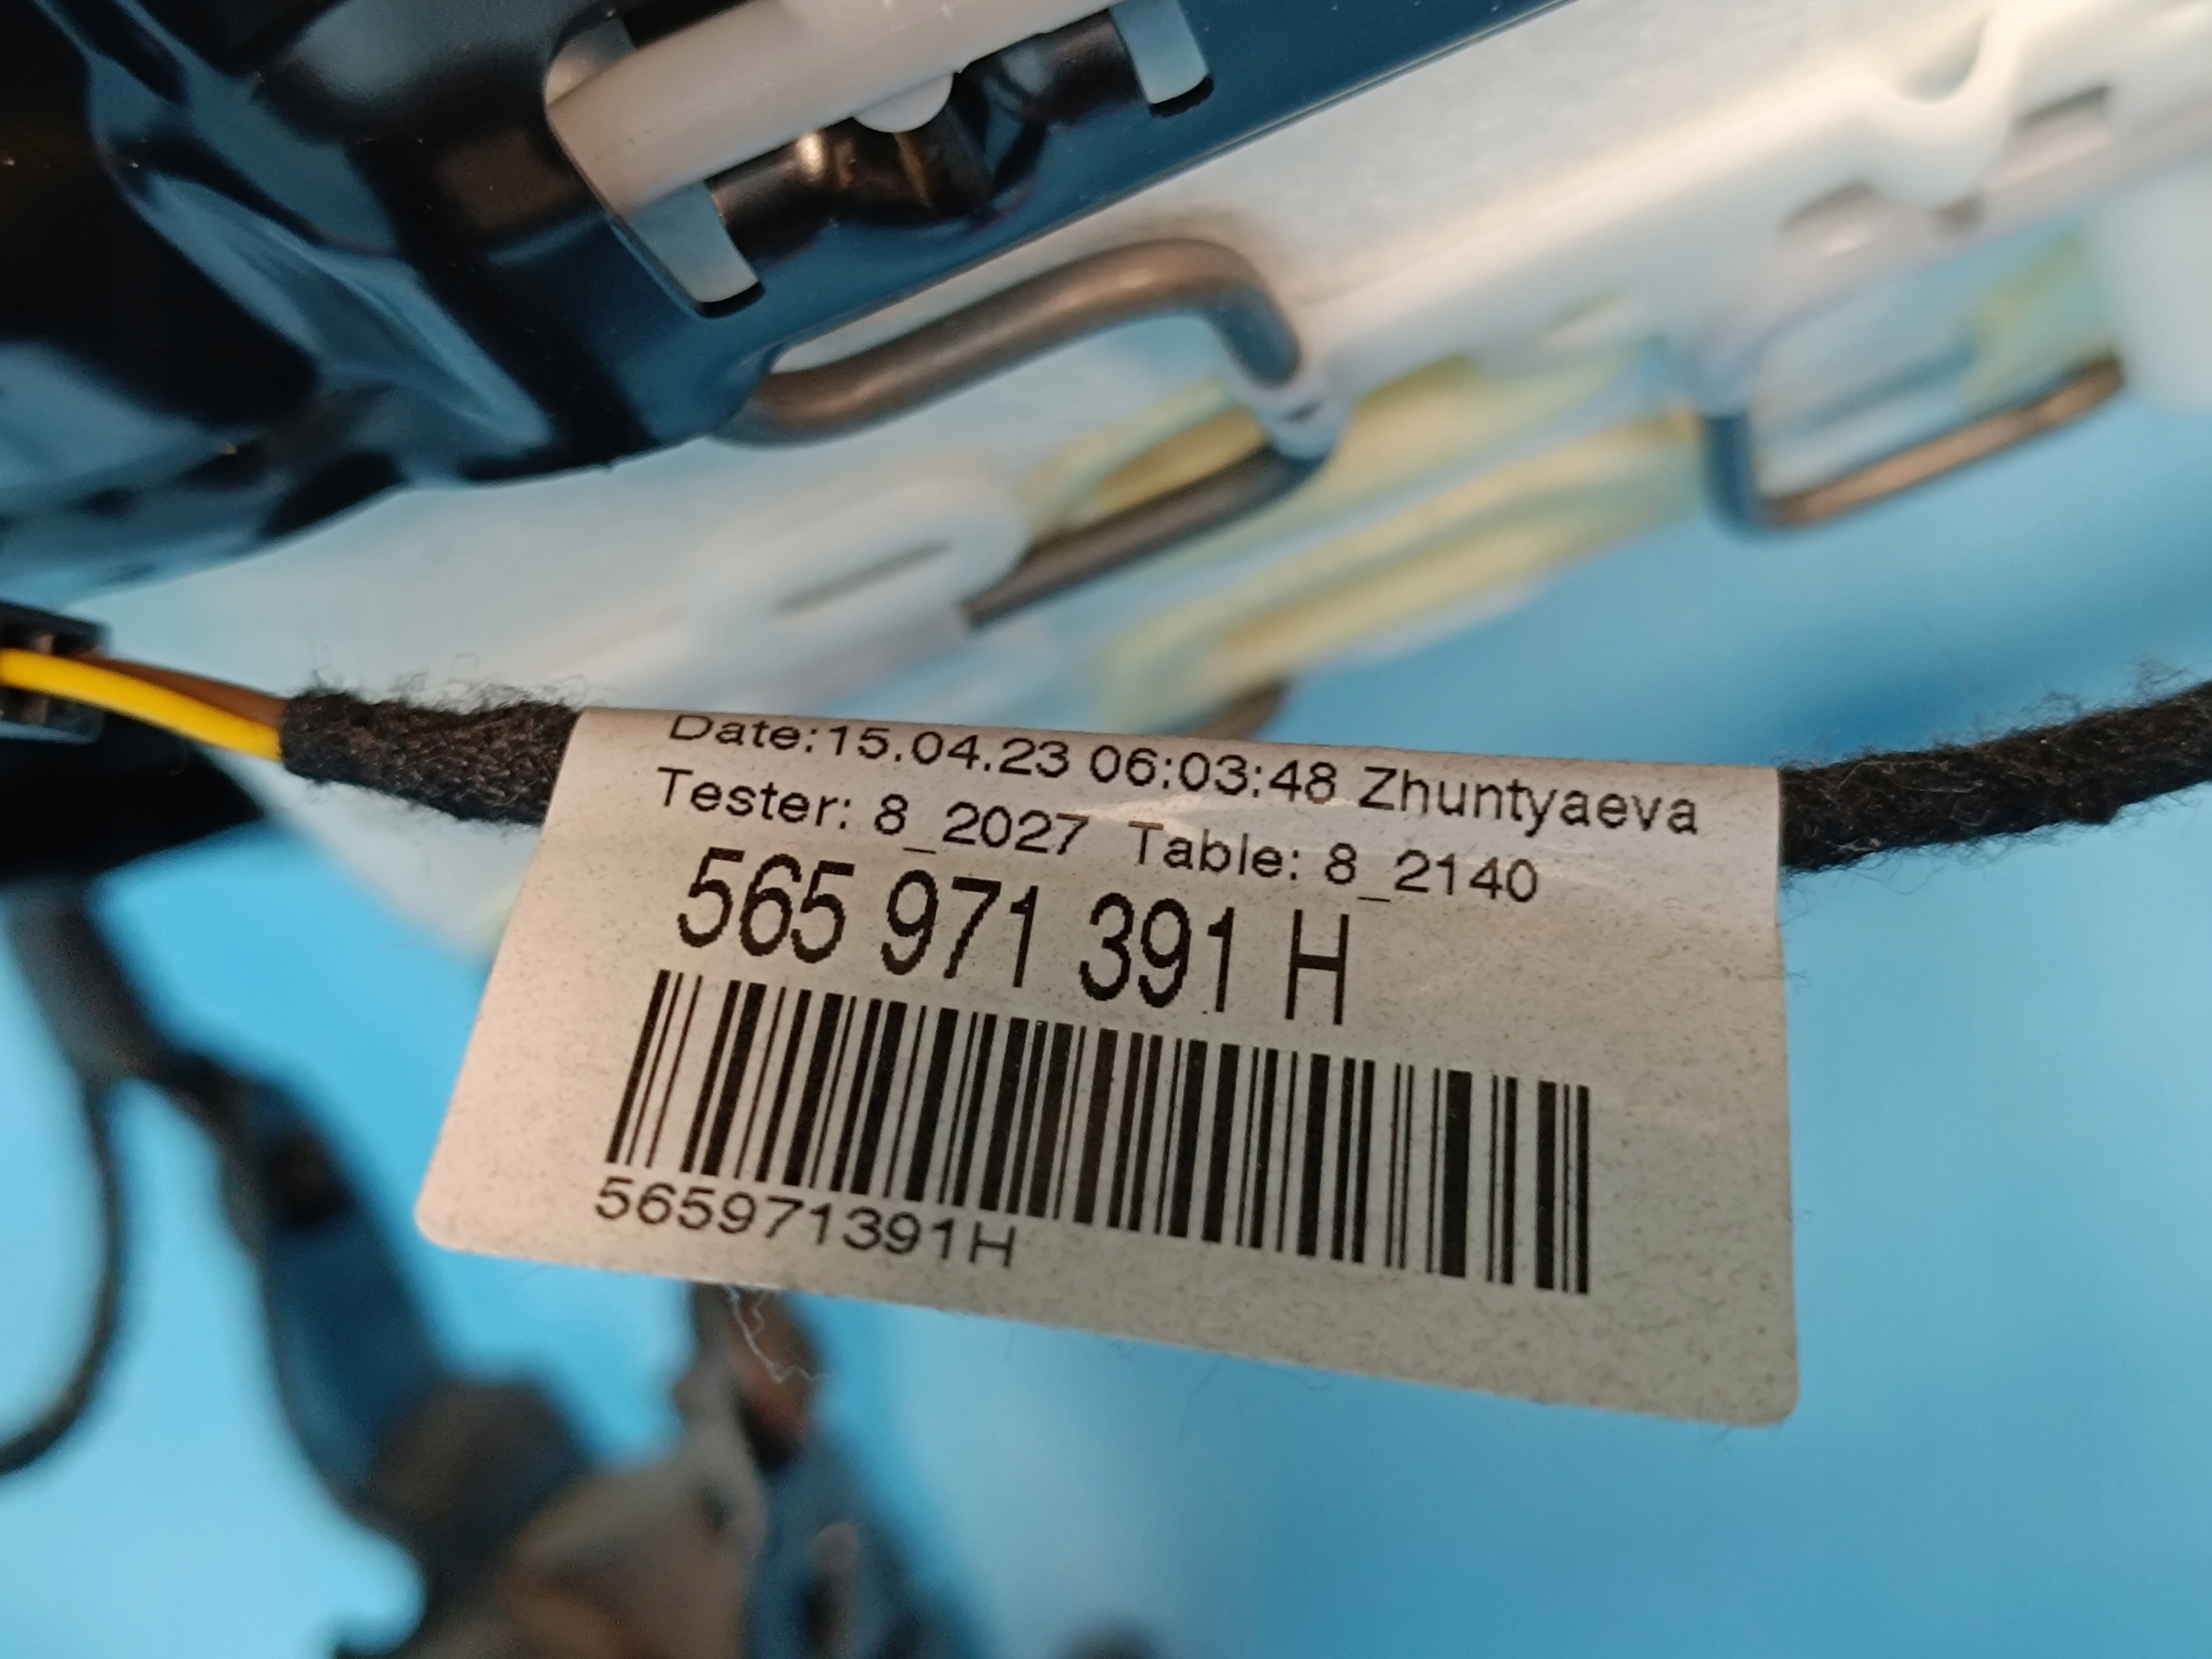 Date:15.04.23 06:03:48 Zhuntyaeva
Tester: 8_2027 Table: 8_2140
565 971 391 H
565971391H